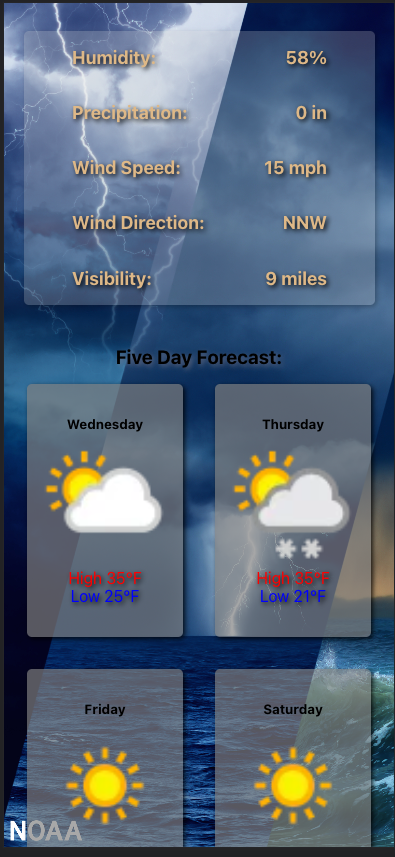 Humidity: 58%
Precipitation: 0 in
Wind Speed: 15 mph
Wind Direction: NNW
Visibility: 9 miles
Five Day Forecast:
Wednesday
High 35°F
Low 25°F
Thursday
High 35°F
Low 21°F
Friday
Saturday
NOAA